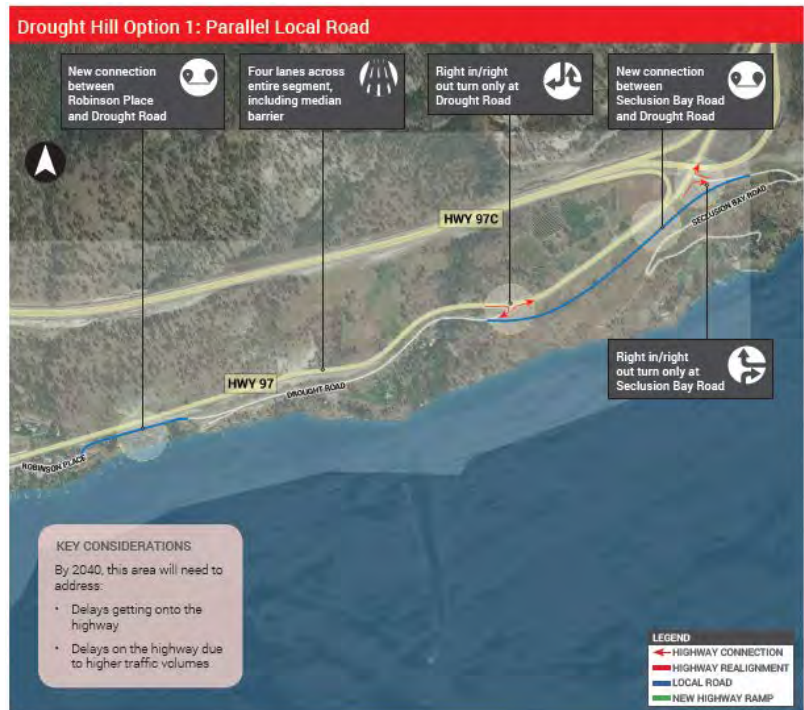 Drought Hill Option 1: Parallel Local Road
New connection
between
Robinson Place
and Drought Road
Four lanes across
entire segment,
including median
barrier
Right in/right
out turn only at
Drought Road
New connection
between
Seclusion Bay Road
and Drought Road
HWY 97C
SECLUSION BAY ROAD
Right in/right
out turn only at
Seclusion Bay Road
HWY 97
DROUGHT ROAD
ROBINSON PLACE
KEY CONSIDERATIONS
By 2040, this area will need to
address:
• Delays getting onto the
highway
• Delays on the highway due
to higher traffic volumes
LEGEND
HIGHWAY CONNECTION
HIGHWAY REALIGNMENT
LOCAL ROAD
NEW HIGHWAY RAMP